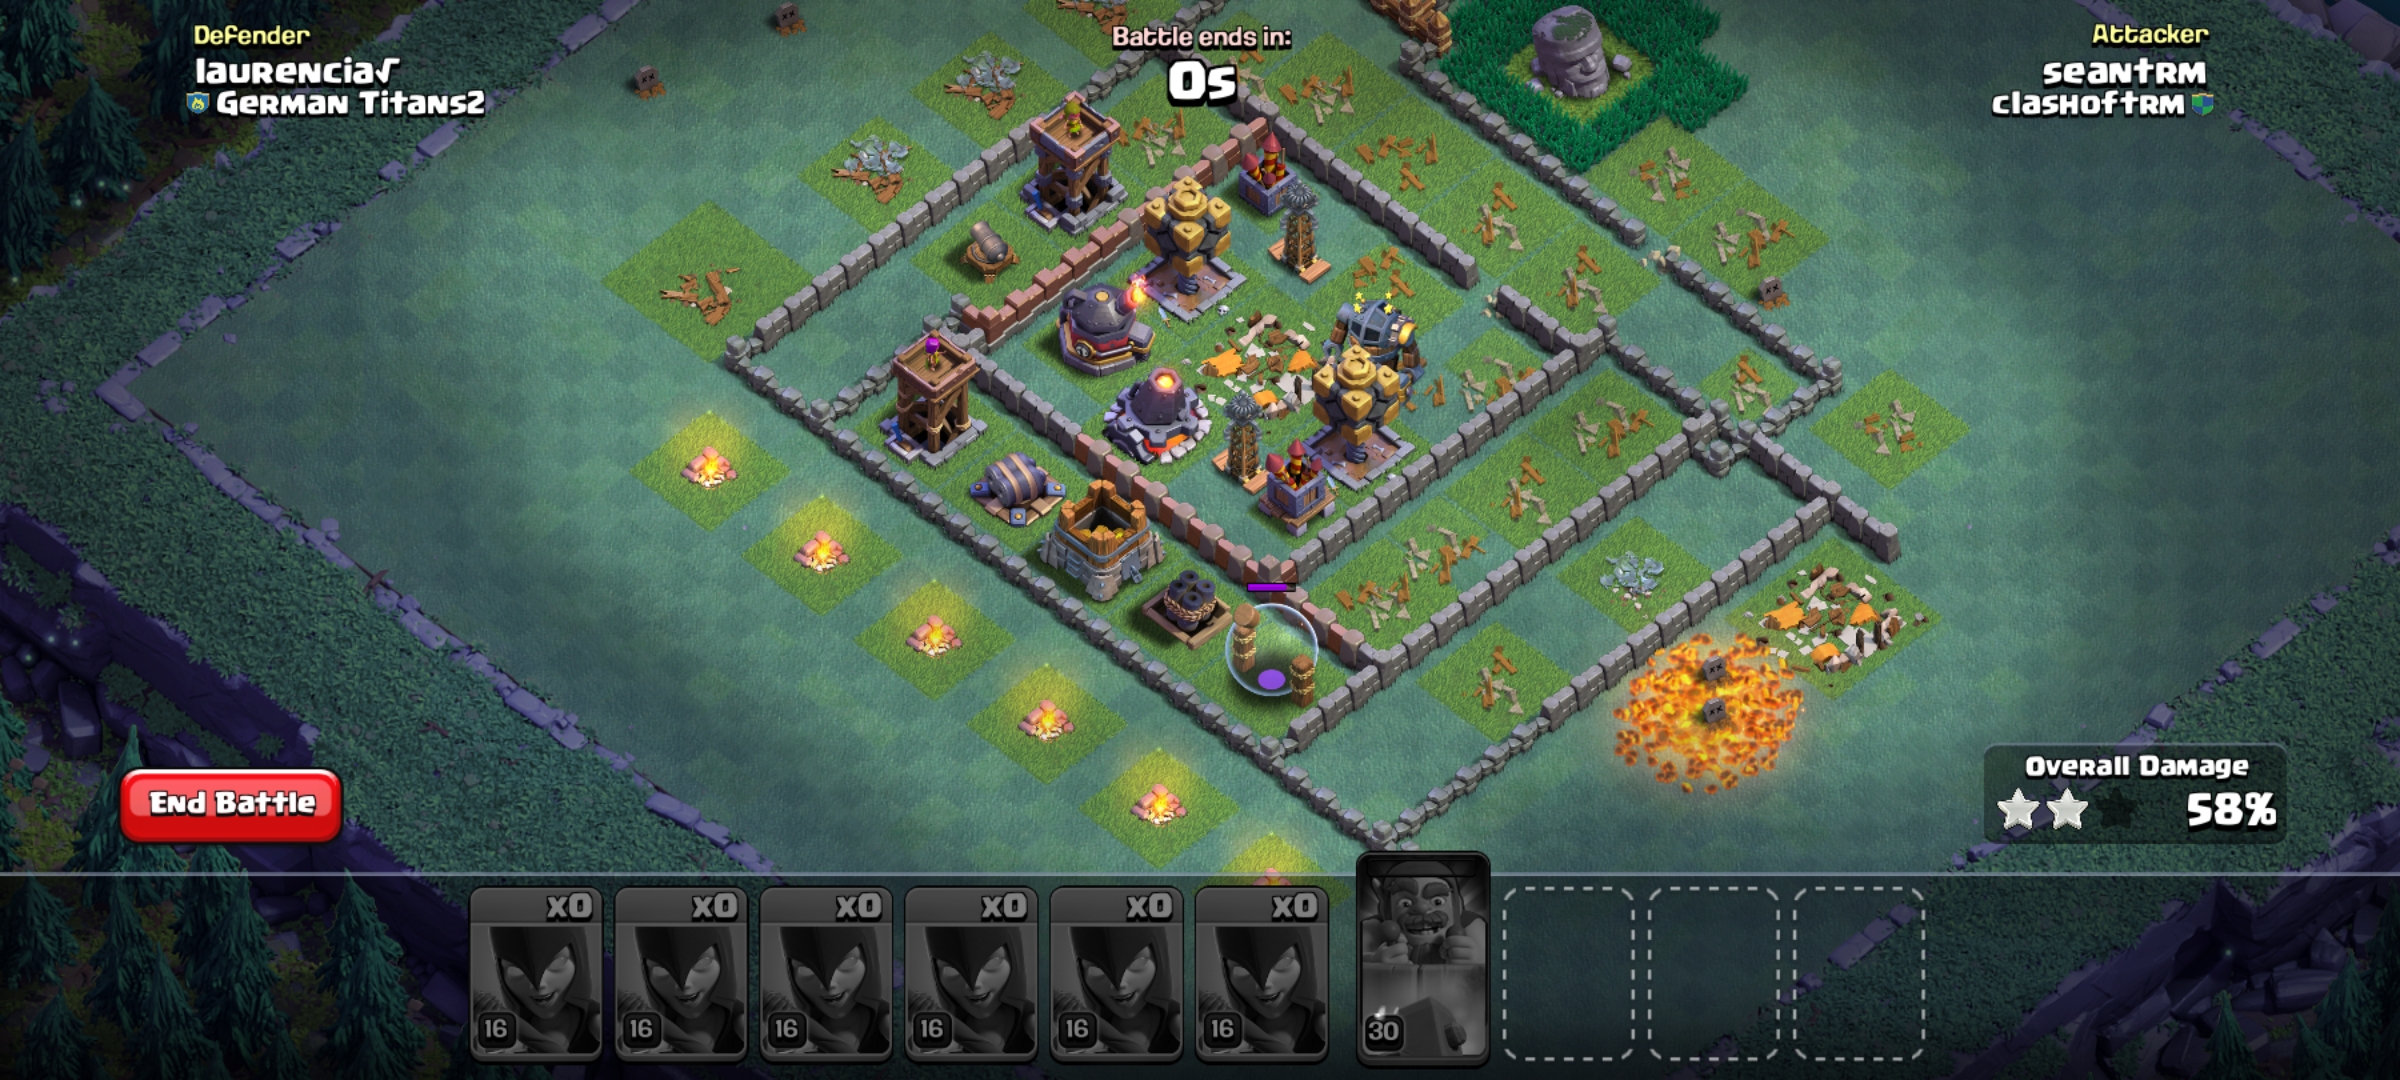 Defender
laurencia√
German Titans2
Battle ends in:
0s
Attacker
seantRM
clashoftRM
End Battle
Overall Damage
58%
x0 x0 x0 x0 x0 x0
16 16 16 16 16 16 30